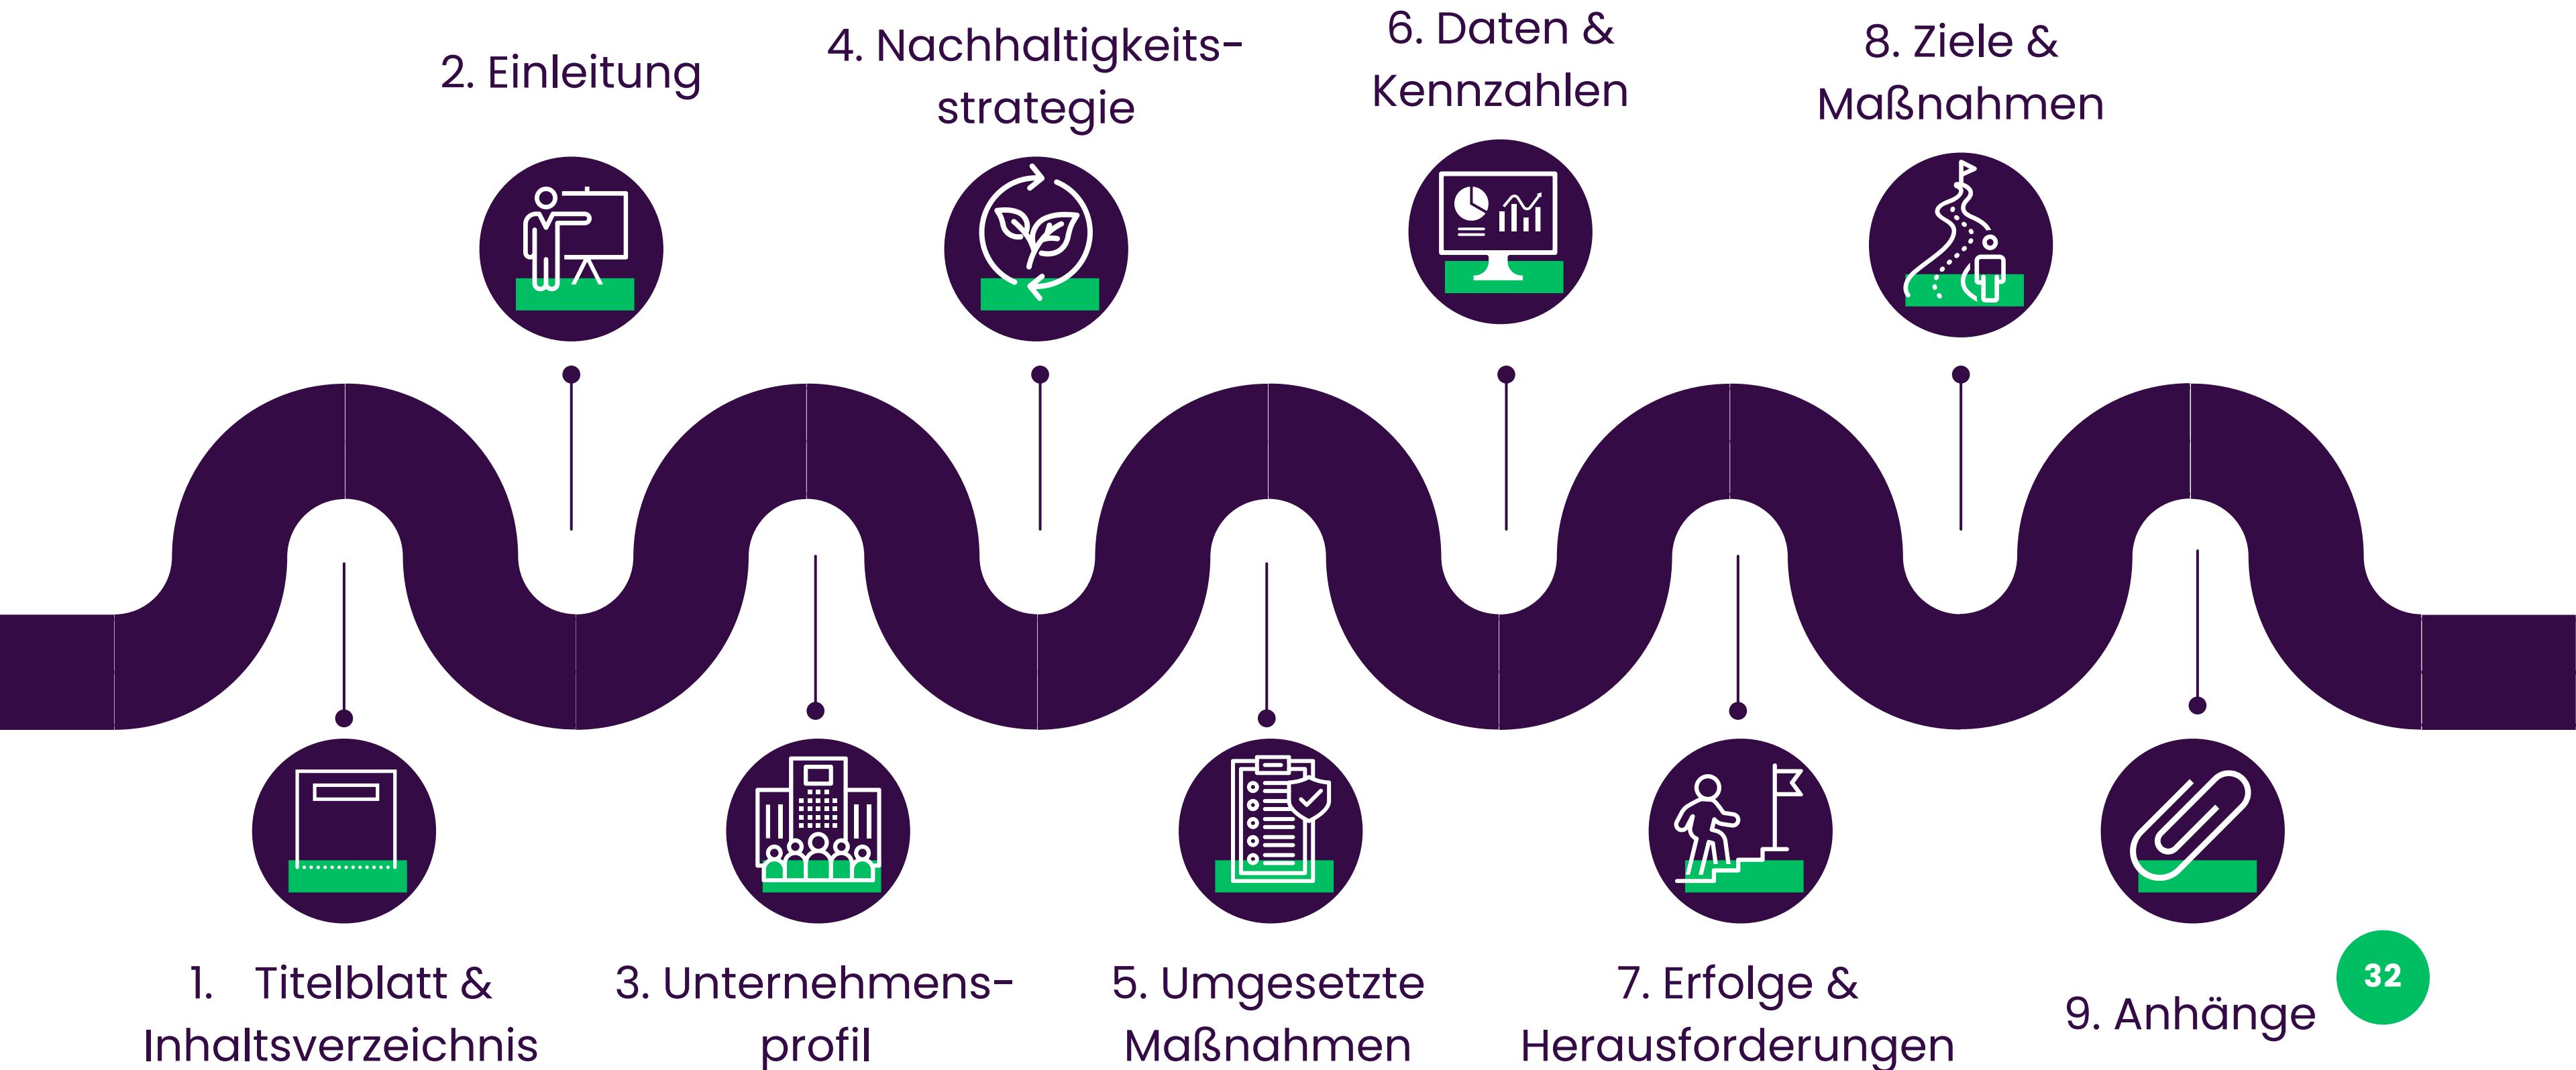 1. Titelblatt &
Inhaltsverzeichnis
2. Einleitung
3. Unternehmens-
profil
4. Nachhaltigkeits-
strategie
5. Umgesetzte
Maßnahmen
6. Daten &
Kennzahlen
7. Erfolge &
Herausforderungen
8. Ziele &
Maßnahmen
9. Anhänge
32